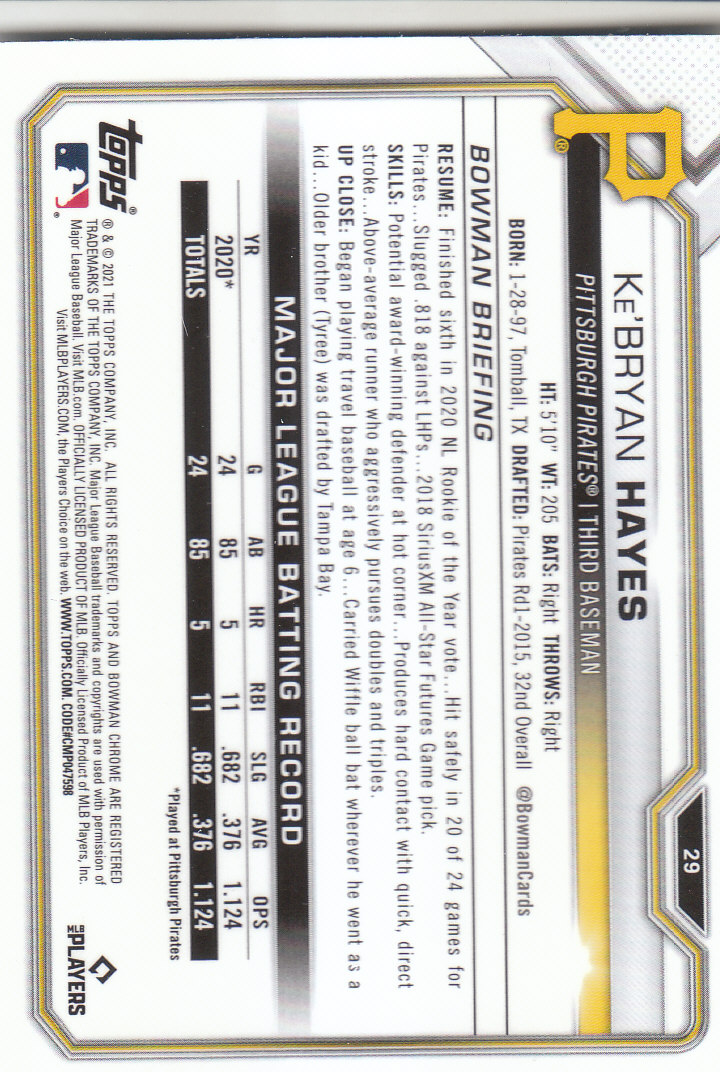 29
KE'BRYAN HAYES
PITTSBURGH PIRATES® | THIRD BASEMAN
HT: 5'10" WT: 205 BATS: Right THROWS: Right
BORN: 1-28-97, Tomball, TX DRAFTED: Pirates Rd1-2015, 32nd Overall @BowmanCards
BOWMAN BRIEFING
RESUME: Finished sixth in 2020 NL Rookie of the Year vote...Hit safely in 20 of 24 games for
Pirates...Slugged .818 against LHPs...2018 SiriusXM All-Star Futures Game pick.
SKILLS: Potential award-winning defender at hot corner...Produces hard contact with quick, direct
stroke...Above-average runner who aggressively pursues doubles and triples.
UP CLOSE: Began playing travel baseball at age 6...Carried Wiffle ball bat wherever he went as a
kid...Older brother (Tyree) was drafted by Tampa Bay.
MAJOR LEAGUE BATTING RECORD
YR G AB HR RBI SLG AVG OPS
2020* 24 85 5 11 .682 .376 1.124
TOTALS 24 85 5 11 .682 .376 1.124
*Played at Pittsburgh Pirates
topps®
® & © 2021 THE TOPPS COMPANY, INC. ALL RIGHTS RESERVED. TOPPS AND BOWMAN CHROME ARE REGISTERED
TRADEMARKS OF THE TOPPS COMPANY, INC. Major League Baseball trademarks and copyrights are used with permission of
Major League Baseball. Visit MLB.com. OFFICIALLY LICENSED PRODUCT OF MLB. Officially Licensed Product of MLB Players, Inc.
Visit MLBPLAYERS.COM, the Players Choice on the web. WWW.TOPPS.COM. CODE#CMP047598
MLB PLAYERS